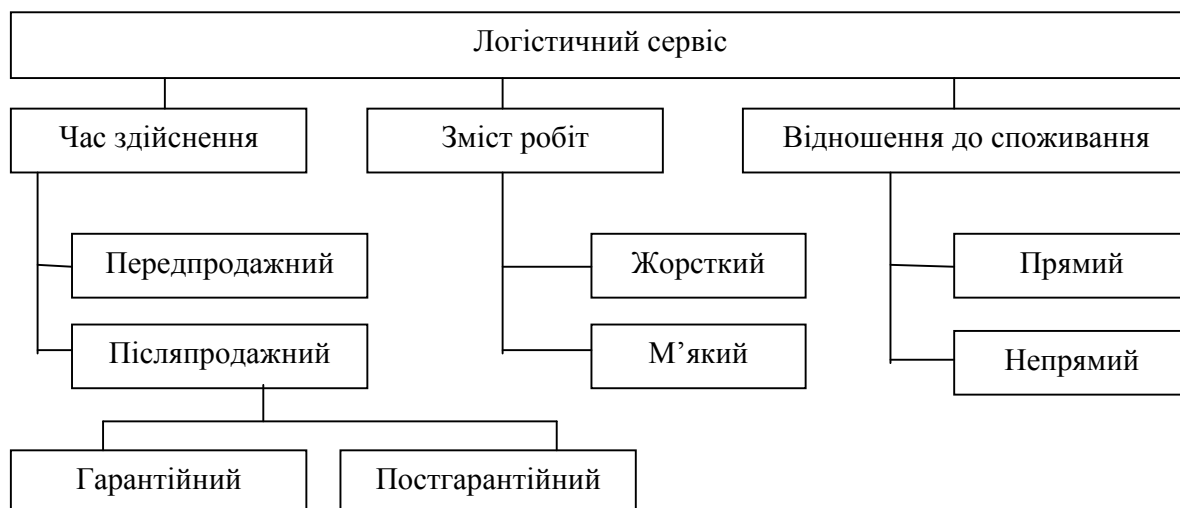 Логістичний сервіс
Час здійснення
Зміст робіт
Відношення до споживання
Передпродажний
Жорсткий
Прямий
Післяпродажний
М’який
Непрямий
Гарантійний
Постгарантійний